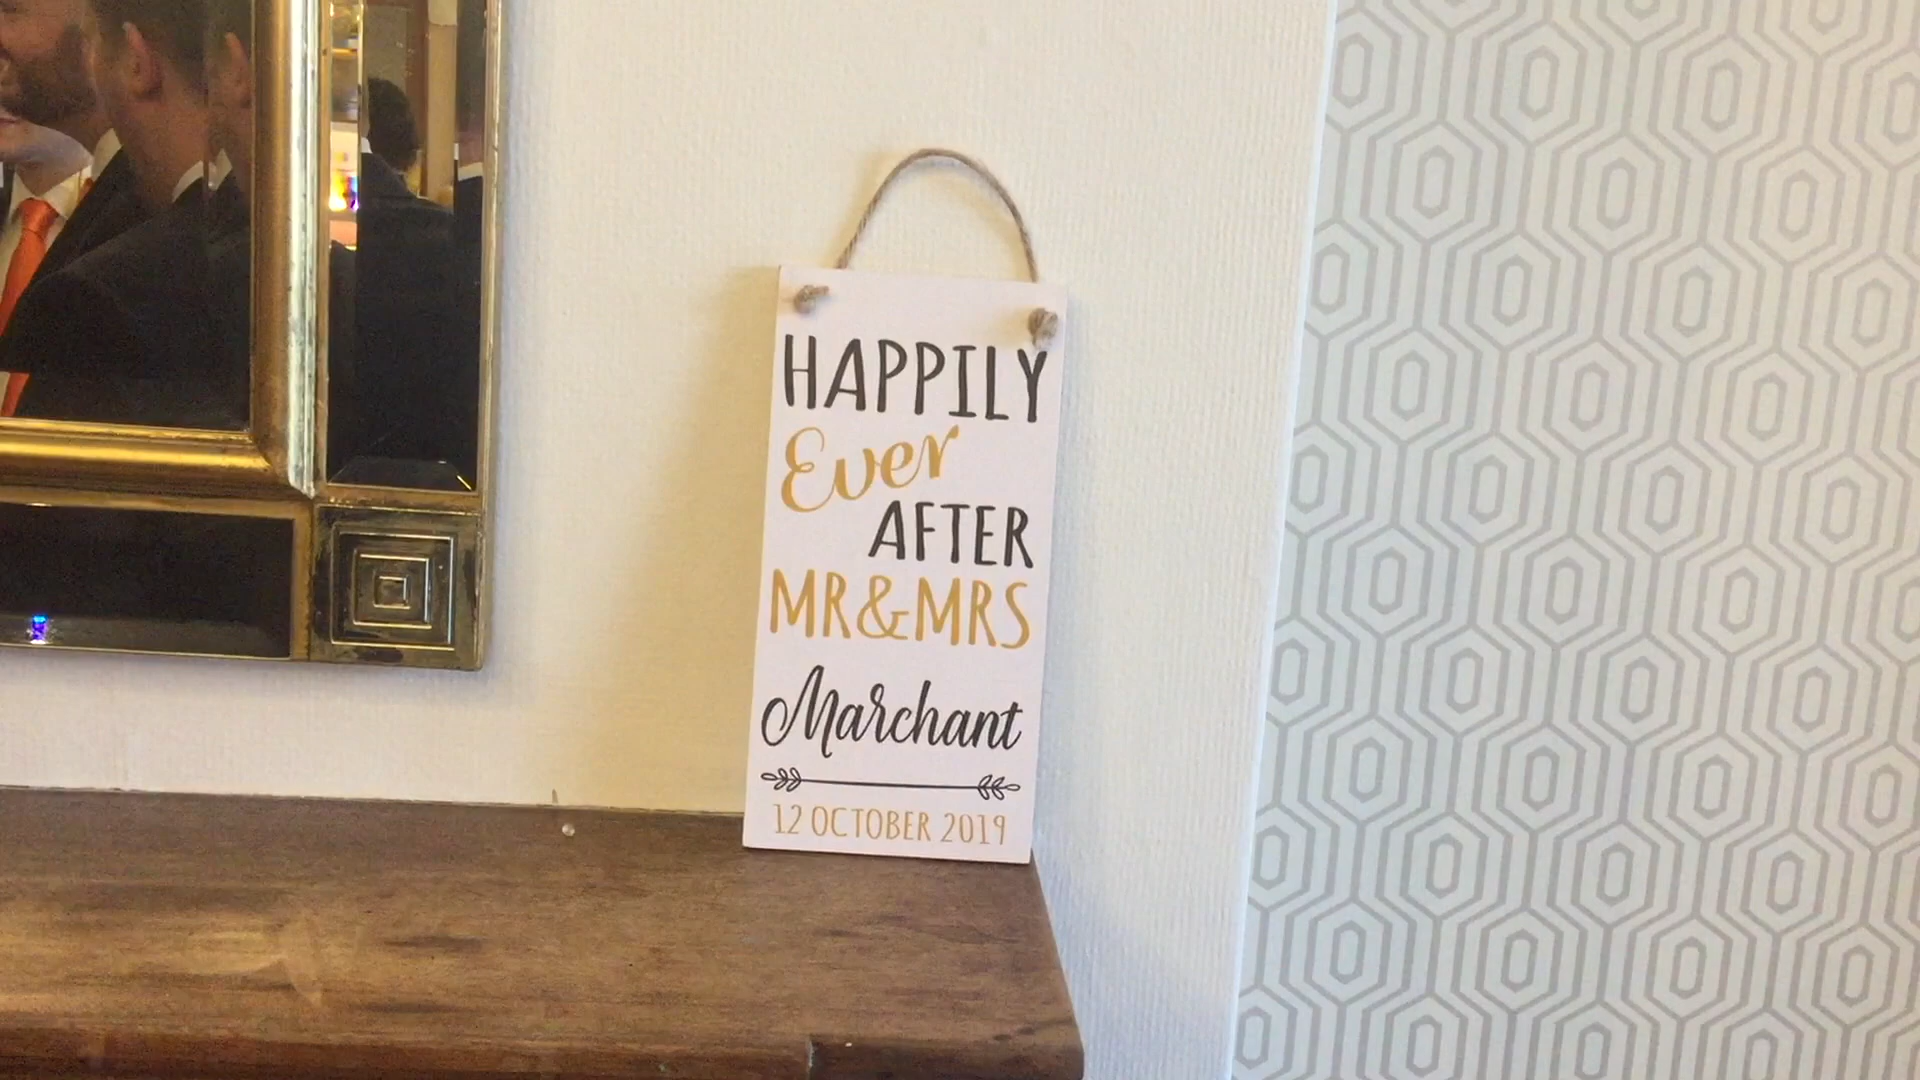 HAPPILY
Ever
AFTER
MR&MRS
Marchant
12 OCTOBER 2019